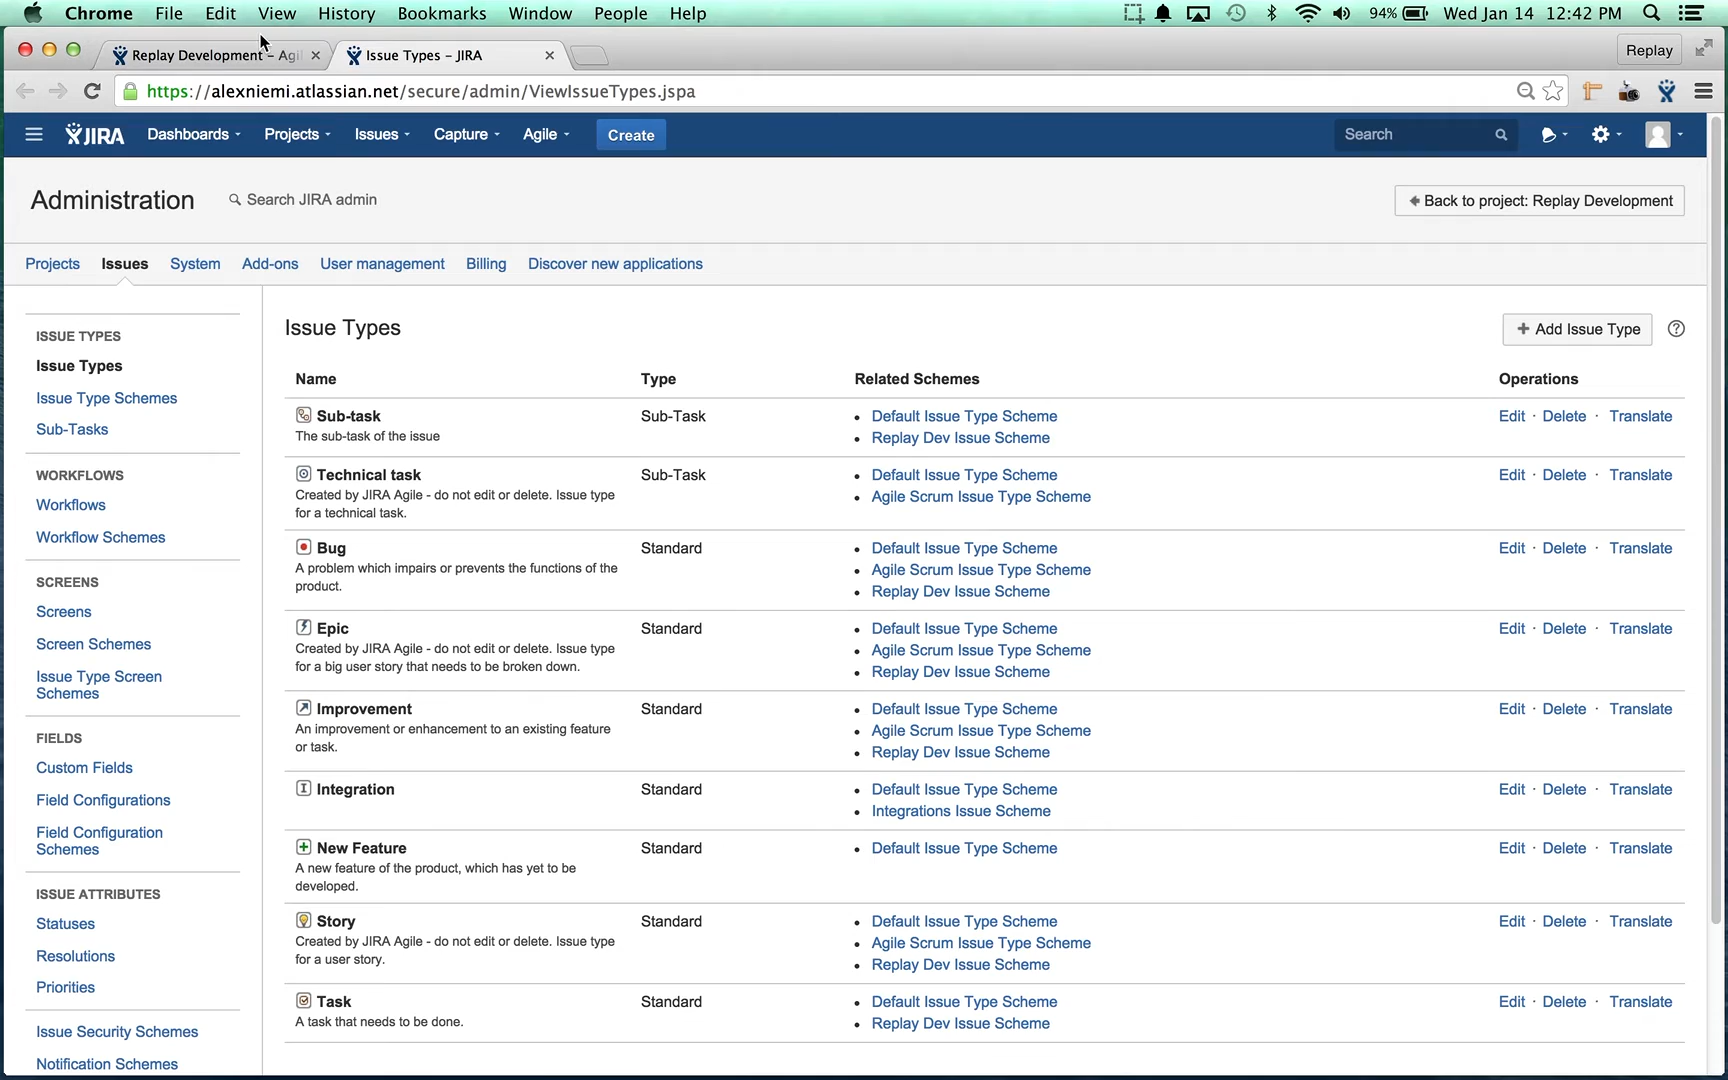 Chrome File Edit View History Bookmarks Window People Help 94% Wed Jan 14 12:42 PM
Replay Development – Agil
Issue Types – JIRA
Replay
https://alexniemi.atlassian.net/secure/admin/ViewIssueTypes.jspa
JIRA Dashboards Projects Issues Capture Agile Create Search
Administration Search JIRA admin Back to project: Replay Development
Projects Issues System Add-ons User management Billing Discover new applications
ISSUE TYPES
Issue Types
Issue Type Schemes
Sub-Tasks
WORKFLOWS
Workflows
Workflow Schemes
SCREENS
Screens
Screen Schemes
Issue Type Screen
Schemes
FIELDS
Custom Fields
Field Configurations
Field Configuration
Schemes
ISSUE ATTRIBUTES
Statuses
Resolutions
Priorities
Issue Security Schemes
Notification Schemes
Issue Types + Add Issue Type ?
Name Type Related Schemes Operations
Sub-task Sub-Task • Default Issue Type Scheme Edit · Delete · Translate
The sub-task of the issue • Replay Dev Issue Scheme
Technical task Sub-Task • Default Issue Type Scheme Edit · Delete · Translate
Created by JIRA Agile - do not edit or delete. Issue type • Agile Scrum Issue Type Scheme
for a technical task.
Bug Standard • Default Issue Type Scheme Edit · Delete · Translate
A problem which impairs or prevents the functions of the • Agile Scrum Issue Type Scheme
product. • Replay Dev Issue Scheme
Epic Standard • Default Issue Type Scheme Edit · Delete · Translate
Created by JIRA Agile - do not edit or delete. Issue type • Agile Scrum Issue Type Scheme
for a big user story that needs to be broken down. • Replay Dev Issue Scheme
Improvement Standard • Default Issue Type Scheme Edit · Delete · Translate
An improvement or enhancement to an existing feature • Agile Scrum Issue Type Scheme
or task. • Replay Dev Issue Scheme
Integration Standard • Default Issue Type Scheme Edit · Delete · Translate
• Integrations Issue Scheme
New Feature Standard • Default Issue Type Scheme Edit · Delete · Translate
A new feature of the product, which has yet to be
developed.
Story Standard • Default Issue Type Scheme Edit · Delete · Translate
Created by JIRA Agile - do not edit or delete. Issue type • Agile Scrum Issue Type Scheme
for a user story. • Replay Dev Issue Scheme
Task Standard • Default Issue Type Scheme Edit · Delete · Translate
A task that needs to be done. • Replay Dev Issue Scheme